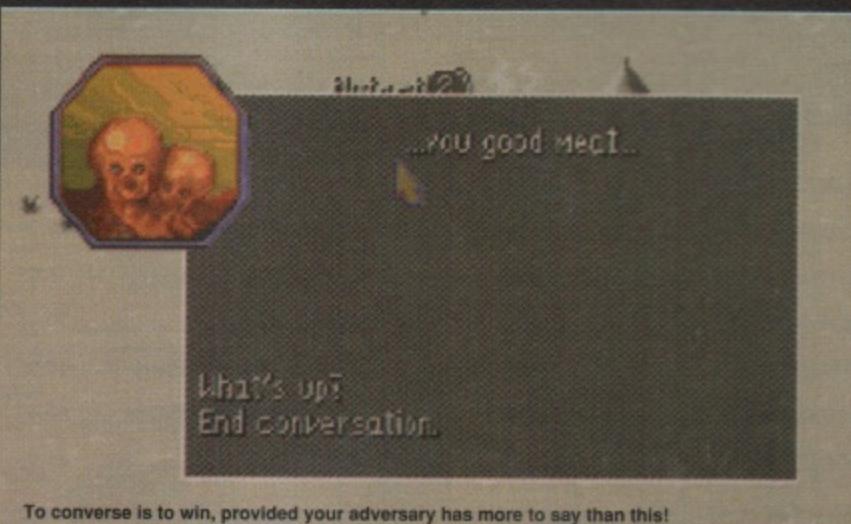 ...you good meat...
What's up?
End conversation.
To converse is to win, provided your adversary has more to say than this!